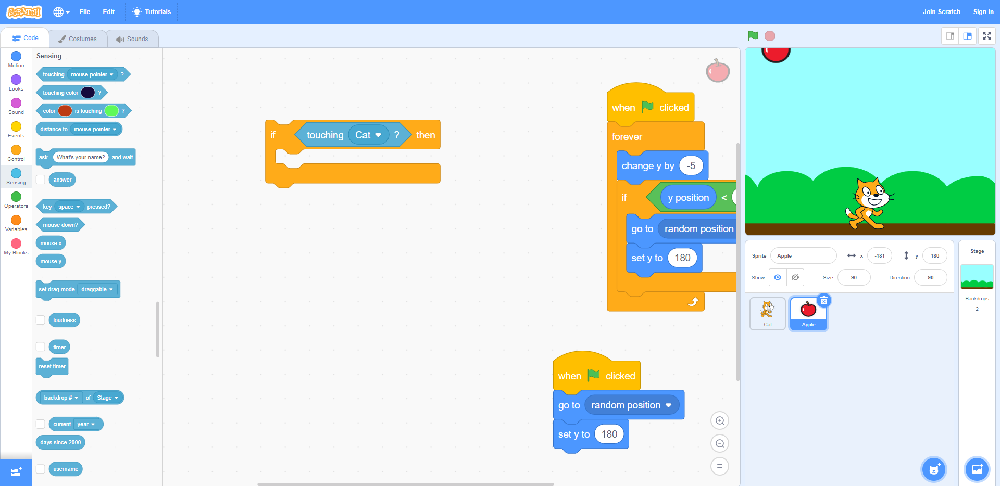 SCRATCH File Edit Tutorials Join Scratch Sign in
Code Costumes Sounds
Motion
Looks
Sound
Events
Control
Sensing
Operators
Variables
My Blocks
Sensing
touching mouse-pointer ?
touching color ?
color is touching ?
distance to mouse-pointer
ask What's your name? and wait
answer
key space pressed?
mouse down?
mouse x
mouse y
set drag mode draggable
loudness
timer
reset timer
backdrop # of Stage
current year
days since 2000
username
if touching Cat ? then
when clicked
forever
change y by -5
if y position <
go to random position
set y to 180
when clicked
go to random position
set y to 180
Sprite Apple x -181 y 180
Show Size 90 Direction 90
Cat
Apple
Stage
Backdrops
2